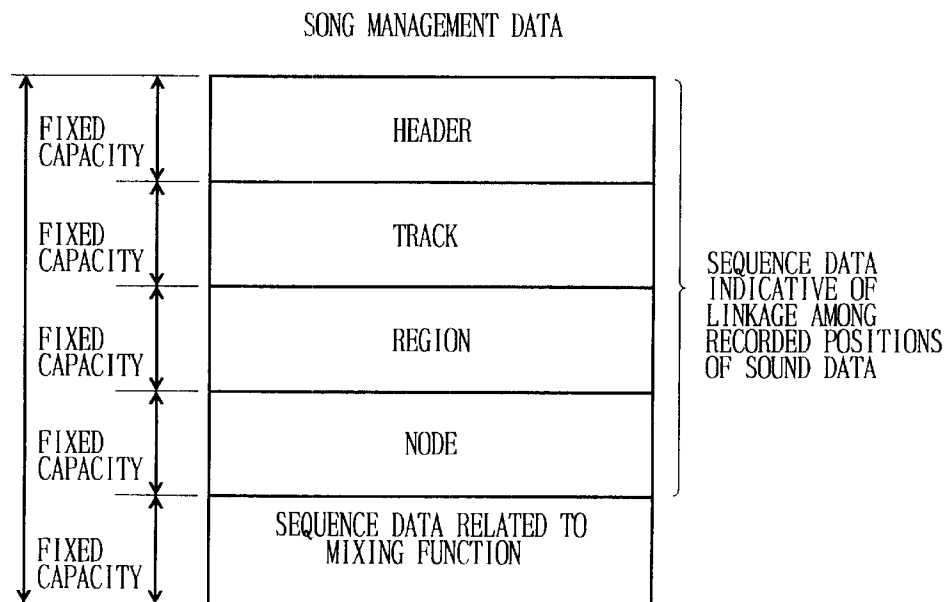 SONG MANAGEMENT DATA
FIXED
CAPACITY
HEADER
FIXED
CAPACITY
TRACK
FIXED
CAPACITY
REGION
FIXED
CAPACITY
NODE
SEQUENCE DATA
INDICATIVE OF
LINKAGE AMONG
RECORDED POSITIONS
OF SOUND DATA
FIXED
CAPACITY
SEQUENCE DATA RELATED TO
MIXING FUNCTION